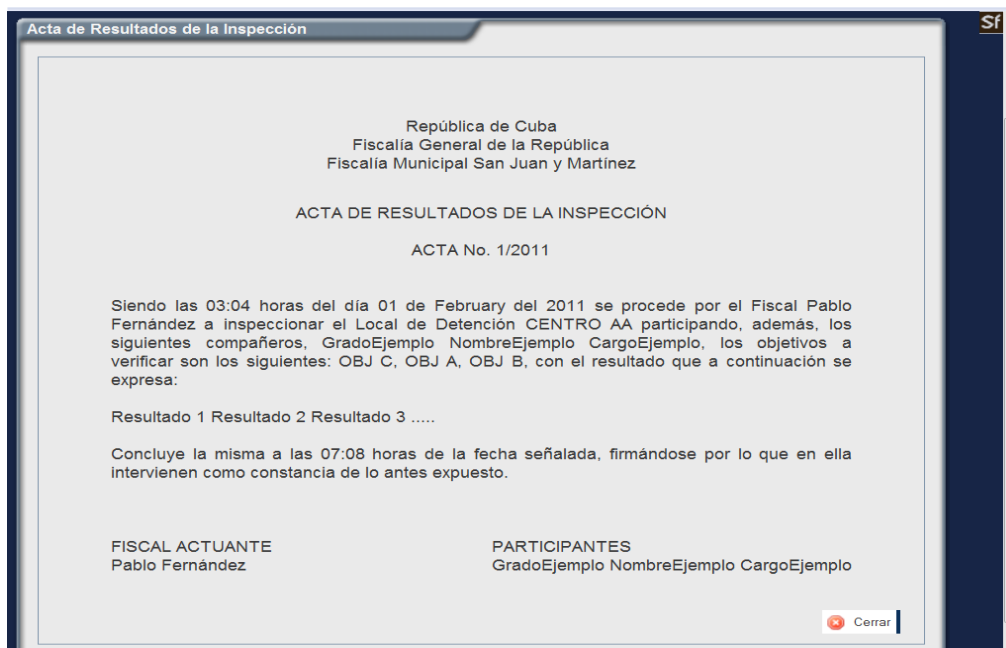 Acta de Resultados de la Inspección
Sf
República de Cuba
Fiscalía General de la República
Fiscalía Municipal San Juan y Martínez
ACTA DE RESULTADOS DE LA INSPECCIÓN
ACTA No. 1/2011
Siendo las 03:04 horas del día 01 de February del 2011 se procede por el Fiscal Pablo
Fernández a inspeccionar el Local de Detención CENTRO AA participando, además, los
siguientes compañeros, GradoEjemplo NombreEjemplo CargoEjemplo, los objetivos a
verificar son los siguientes: OBJ C, OBJ A, OBJ B, con el resultado que a continuación se
expresa:
Resultado 1 Resultado 2 Resultado 3 .....
Concluye la misma a las 07:08 horas de la fecha señalada, firmándose por lo que en ella
intervienen como constancia de lo antes expuesto.
FISCAL ACTUANTE PARTICIPANTES
Pablo Fernández GradoEjemplo NombreEjemplo CargoEjemplo
Cerrar